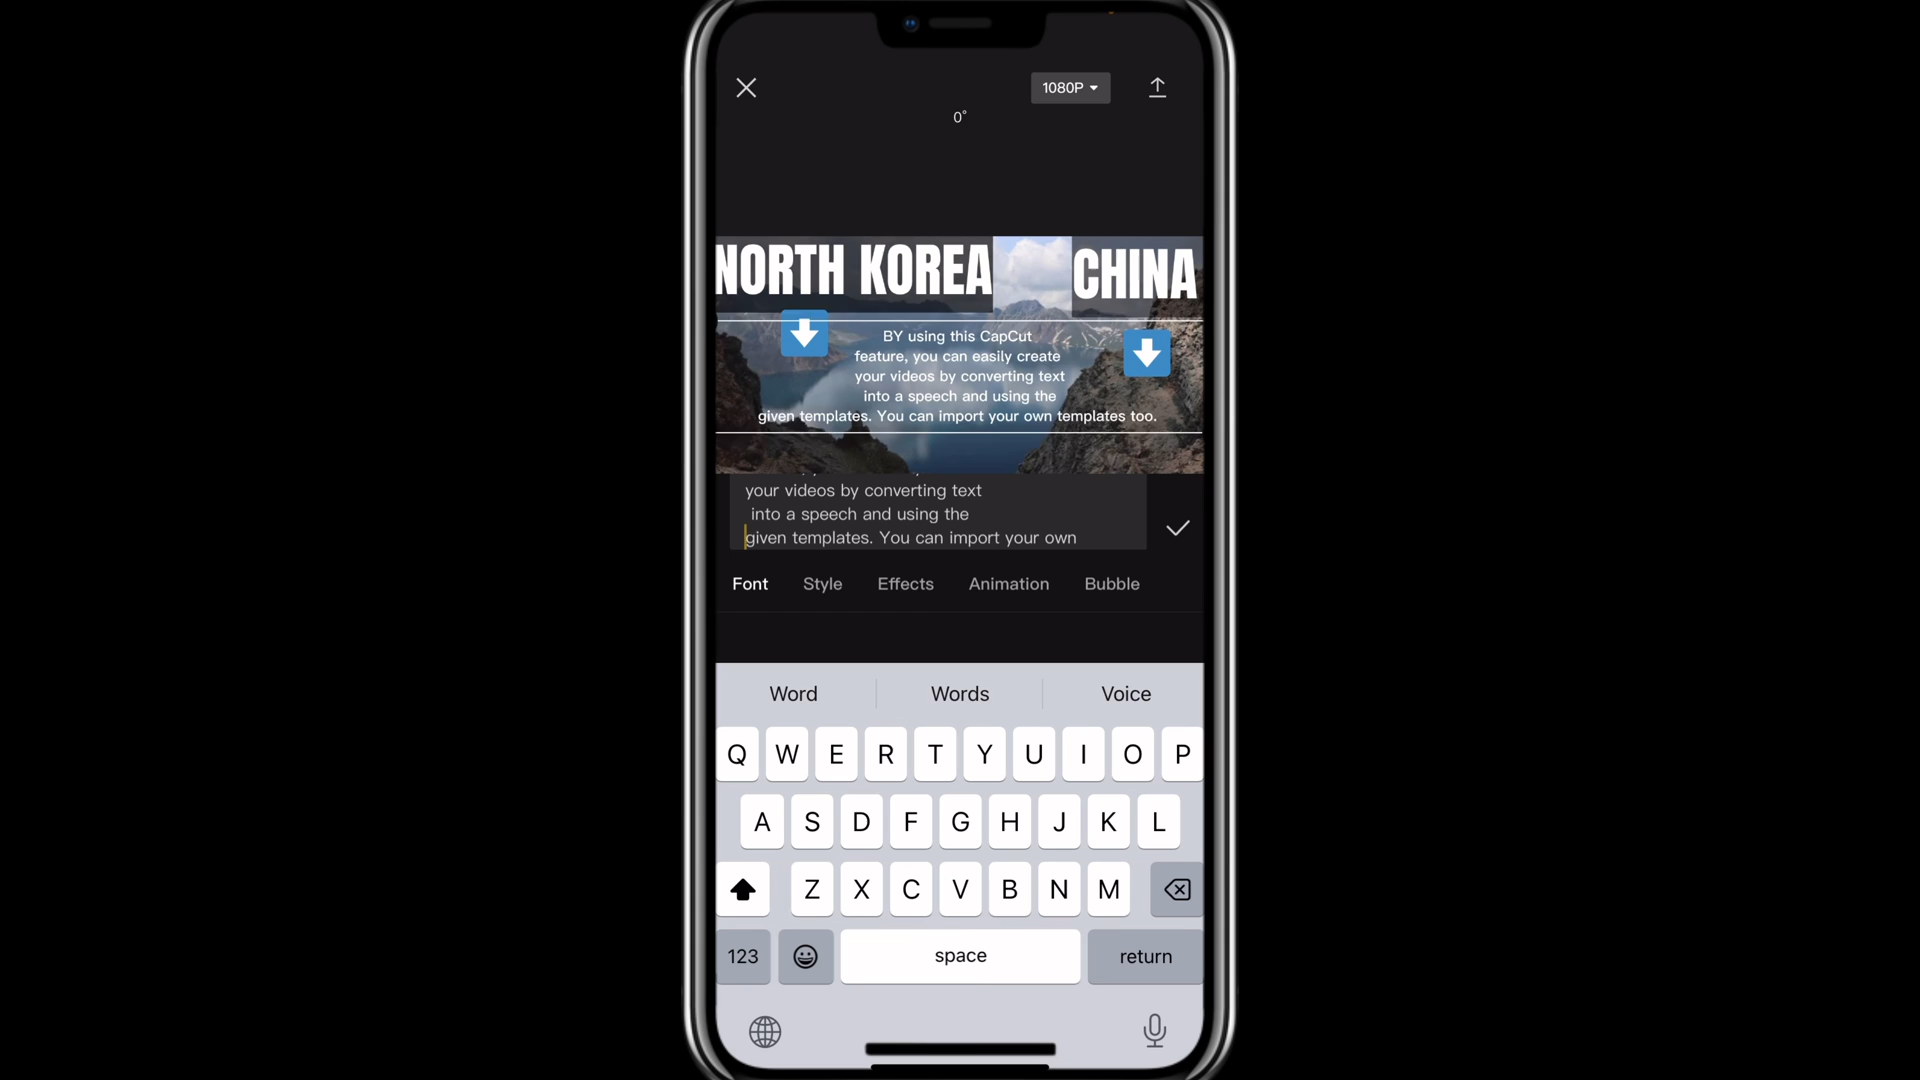 1080P
0°
NORTH KOREA
CHINA
BY using this CapCut
feature, you can easily create
your videos by converting text
into a speech and using the
given templates. You can import your own templates too.
your videos by converting text
into a speech and using the
given templates. You can import your own
Font Style Effects Animation Bubble
Word Words Voice
Q W E R T Y U I O P
A S D F G H J K L
Z X C V B N M
123 space return